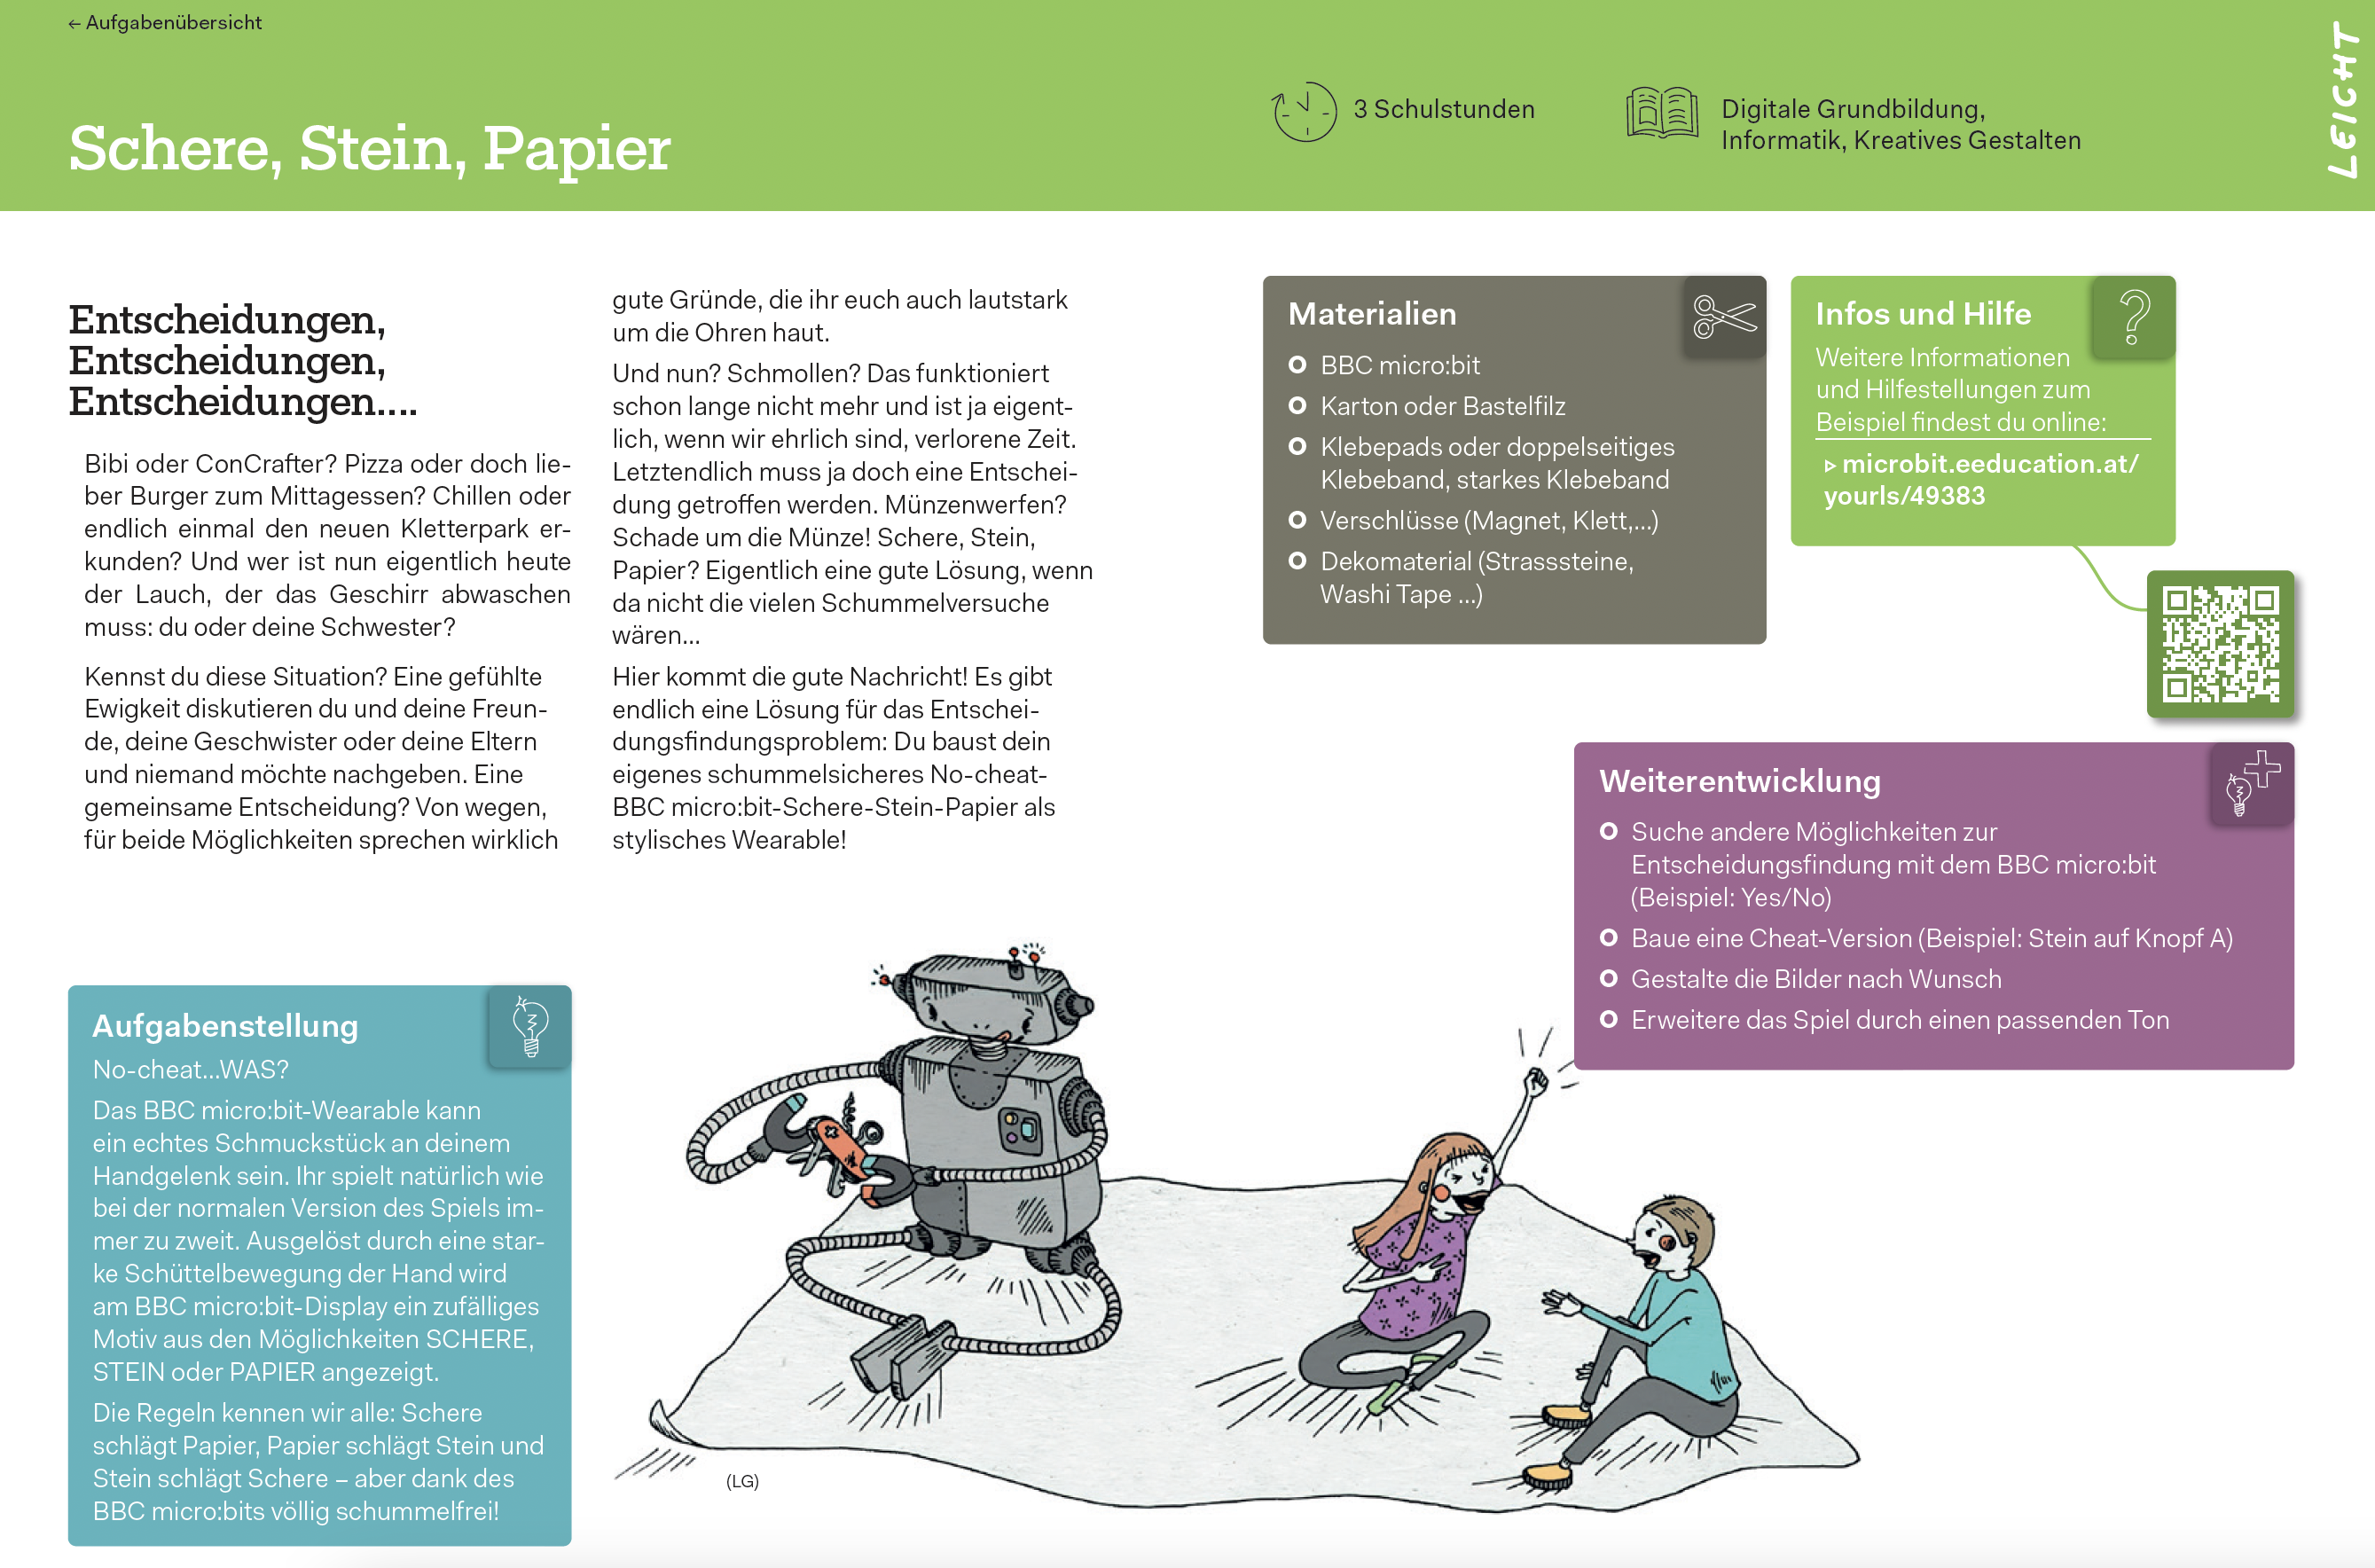 ← Aufgabenübersicht
Schere, Stein, Papier
3 Schulstunden
Digitale Grundbildung,
Informatik, Kreatives Gestalten
LEICHT
Entscheidungen,
Entscheidungen,
Entscheidungen....
Bibi oder ConCrafter? Pizza oder doch lie-
ber Burger zum Mittagessen? Chillen oder
endlich einmal den neuen Kletterpark er-
kunden? Und wer ist nun eigentlich heute
der Lauch, der das Geschirr abwaschen
muss: du oder deine Schwester?
Kennst du diese Situation? Eine gefühlte
Ewigkeit diskutieren du und deine Freun-
de, deine Geschwister oder deine Eltern
und niemand möchte nachgeben. Eine
gemeinsame Entscheidung? Von wegen,
für beide Möglichkeiten sprechen wirklich
gute Gründe, die ihr euch auch lautstark
um die Ohren haut.
Und nun? Schmollen? Das funktioniert
schon lange nicht mehr und ist ja eigent-
lich, wenn wir ehrlich sind, verlorene Zeit.
Letztendlich muss ja doch eine Entschei-
dung getroffen werden. Münzenwerfen?
Schade um die Münze! Schere, Stein,
Papier? Eigentlich eine gute Lösung, wenn
da nicht die vielen Schummelversuche
wären...
Hier kommt die gute Nachricht! Es gibt
endlich eine Lösung für das Entschei-
dungsfindungsproblem: Du baust dein
eigenes schummelsicheres No-cheat-
BBC micro:bit-Schere-Stein-Papier als
stylisches Wearable!
Materialien
BBC micro:bit
Karton oder Bastelfilz
Klebepads oder doppelseitiges
Klebeband, starkes Klebeband
Verschlüsse (Magnet, Klett,...)
Dekomaterial (Strasssteine,
Washi Tape ...)
Infos und Hilfe
Weitere Informationen
und Hilfestellungen zum
Beispiel findest du online:
▹ microbit.eeducation.at/
yourls/49383
Weiterentwicklung
Suche andere Möglichkeiten zur
Entscheidungsfindung mit dem BBC micro:bit
(Beispiel: Yes/No)
Baue eine Cheat-Version (Beispiel: Stein auf Knopf A)
Gestalte die Bilder nach Wunsch
Erweitere das Spiel durch einen passenden Ton
Aufgabenstellung
No-cheat...WAS?
Das BBC micro:bit-Wearable kann
ein echtes Schmuckstück an deinem
Handgelenk sein. Ihr spielt natürlich wie
bei der normalen Version des Spiels im-
mer zu zweit. Ausgelöst durch eine star-
ke Schüttelbewegung der Hand wird
am BBC micro:bit-Display ein zufälliges
Motiv aus den Möglichkeiten SCHERE,
STEIN oder PAPIER angezeigt.
Die Regeln kennen wir alle: Schere
schlägt Papier, Papier schlägt Stein und
Stein schlägt Schere – aber dank des
BBC micro:bits völlig schummelfrei!
(LG)